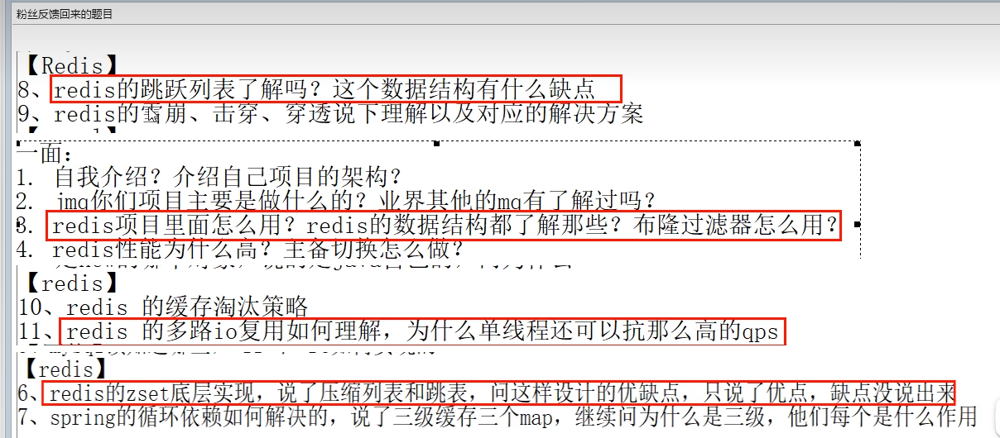 粉丝反馈回来的题目
【Redis】
8、redis的跳跃列表了解吗？这个数据结构有什么缺点
9、redis的雪崩、击穿、穿透说下理解以及对应的解决方案
一面：
1. 自我介绍？介绍自己项目的架构？
2. jmq你们项目主要是做什么的？业界其他的mq有了解过吗？
3. redis项目里面怎么用？redis的数据结构都了解那些？布隆过滤器怎么用？
4. redis性能为什么高？主备切换怎么做？
【redis】
10、redis 的缓存淘汰策略
11、redis 的多路io复用如何理解，为什么单线程还可以抗那么高的qps
【redis】
6、redis的zset底层实现，说了压缩列表和跳表，问这样设计的优缺点，只说了优点，缺点没说出来
7、spring的循环依赖如何解决的，说了三级缓存三个map，继续问为什么是三级，他们每个是什么作用